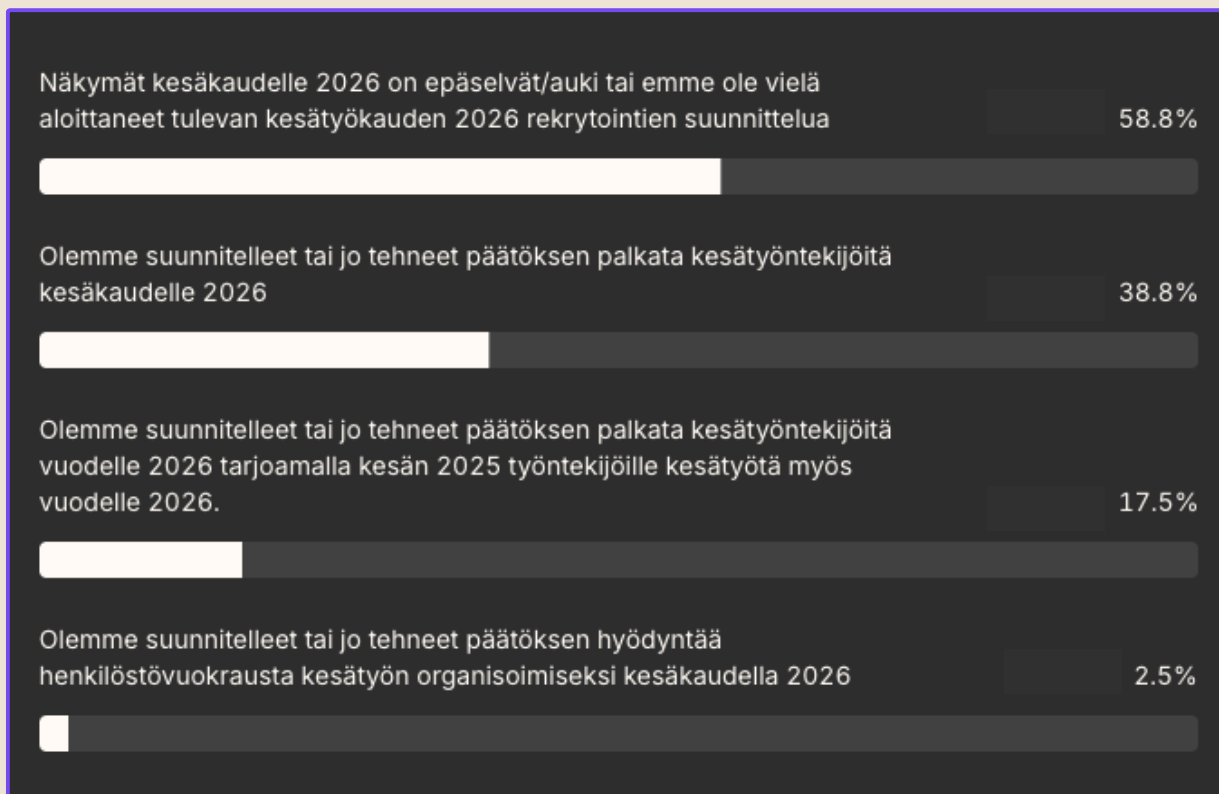 Näkymät kesäkaudelle 2026 on epäselvät/auki tai emme ole vielä
aloittaneet tulevan kesätyökauden 2026 rekrytointien suunnittelua
58.8%
Olemme suunnitelleet tai jo tehneet päätöksen palkata kesätyöntekijöitä
kesäkaudelle 2026
38.8%
Olemme suunnitelleet tai jo tehneet päätöksen palkata kesätyöntekijöitä
vuodelle 2026 tarjoamalla kesän 2025 työntekijöille kesätyötä myös
vuodelle 2026.
17.5%
Olemme suunnitelleet tai jo tehneet päätöksen hyödyntää
henkilöstövuokrausta kesätyön organisoimiseksi kesäkaudella 2026
2.5%